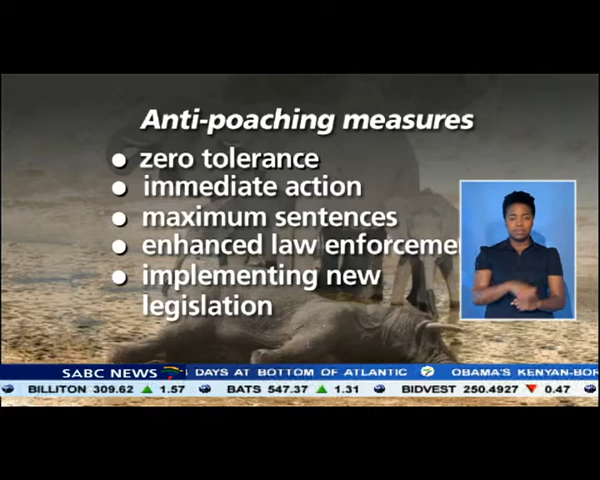 Anti-poaching measures
● zero tolerance
● immediate action
● maximum sentences
● enhanced law enforceme
● implementing new
legislation
SABC NEWS DAYS AT BOTTOM OF ATLANTIC OBAMA'S KENYAN-BOR
BILLITON 309.62 ▲ 1.57 BATS 547.37 ▲ 1.31 BIDVEST 250.4927 ▼ 0.47